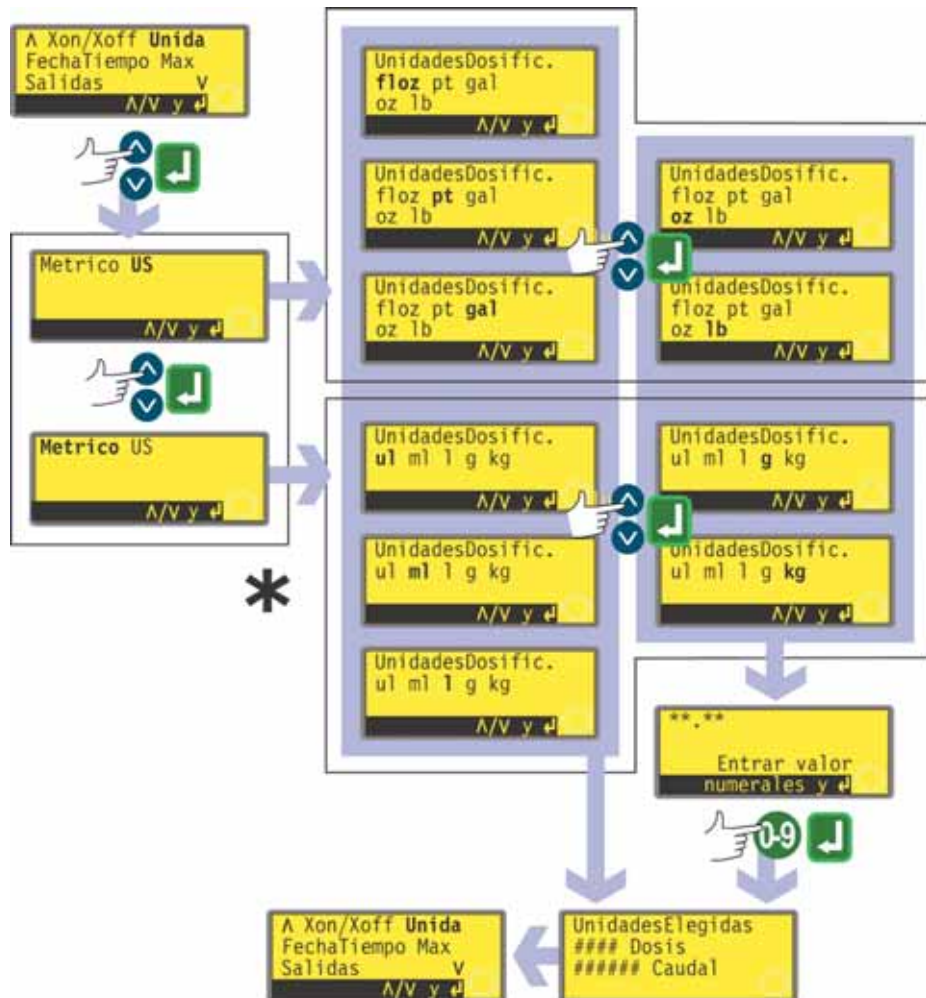 Λ Xon/Xoff Unida
FechaTiempo Max
Salidas V
Λ/V y ↲
Metrico US
Λ/V y ↲
Metrico US
Λ/V y ↲
*
UnidadesDosific.
floz pt gal
oz lb
Λ/V y ↲
UnidadesDosific.
floz pt gal
oz lb
Λ/V y ↲
UnidadesDosific.
floz pt gal
oz lb
Λ/V y ↲
UnidadesDosific.
floz pt gal
oz lb
Λ/V y ↲
UnidadesDosific.
floz pt gal
oz lb
Λ/V y ↲
UnidadesDosific.
ul ml l g kg
Λ/V y ↲
UnidadesDosific.
ul ml l g kg
Λ/V y ↲
UnidadesDosific.
ul ml l g kg
Λ/V y ↲
UnidadesDosific.
ul ml l g kg
Λ/V y ↲
UnidadesDosific.
ul ml l g kg
Λ/V y ↲
**.**
Entrar valor
numerales y ↲
0-9
UnidadesElegidas
#### Dosis
###### Caudal
Λ Xon/Xoff Unida
FechaTiempo Max
Salidas V
Λ/V y ↲